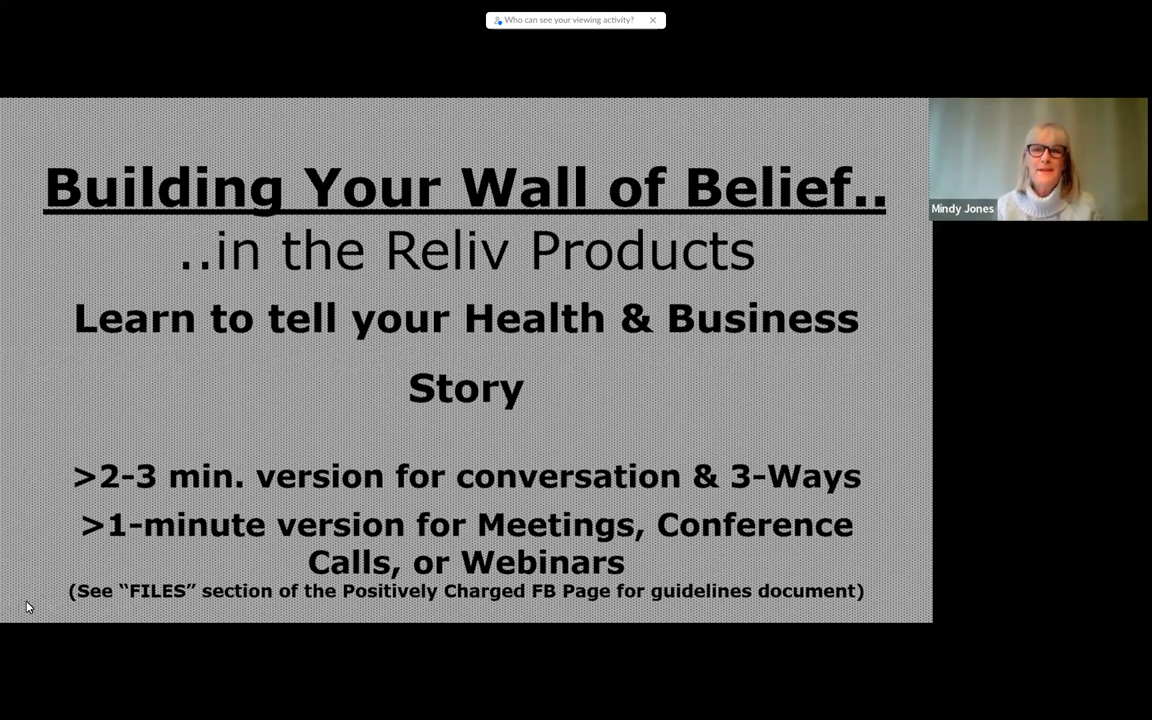 Who can see your viewing activity?
Building Your Wall of Belief..
..in the Reliv Products
Learn to tell your Health & Business
Story
>2-3 min. version for conversation & 3-Ways
>1-minute version for Meetings, Conference
Calls, or Webinars
(See “FILES” section of the Positively Charged FB Page for guidelines document)
Mindy Jones